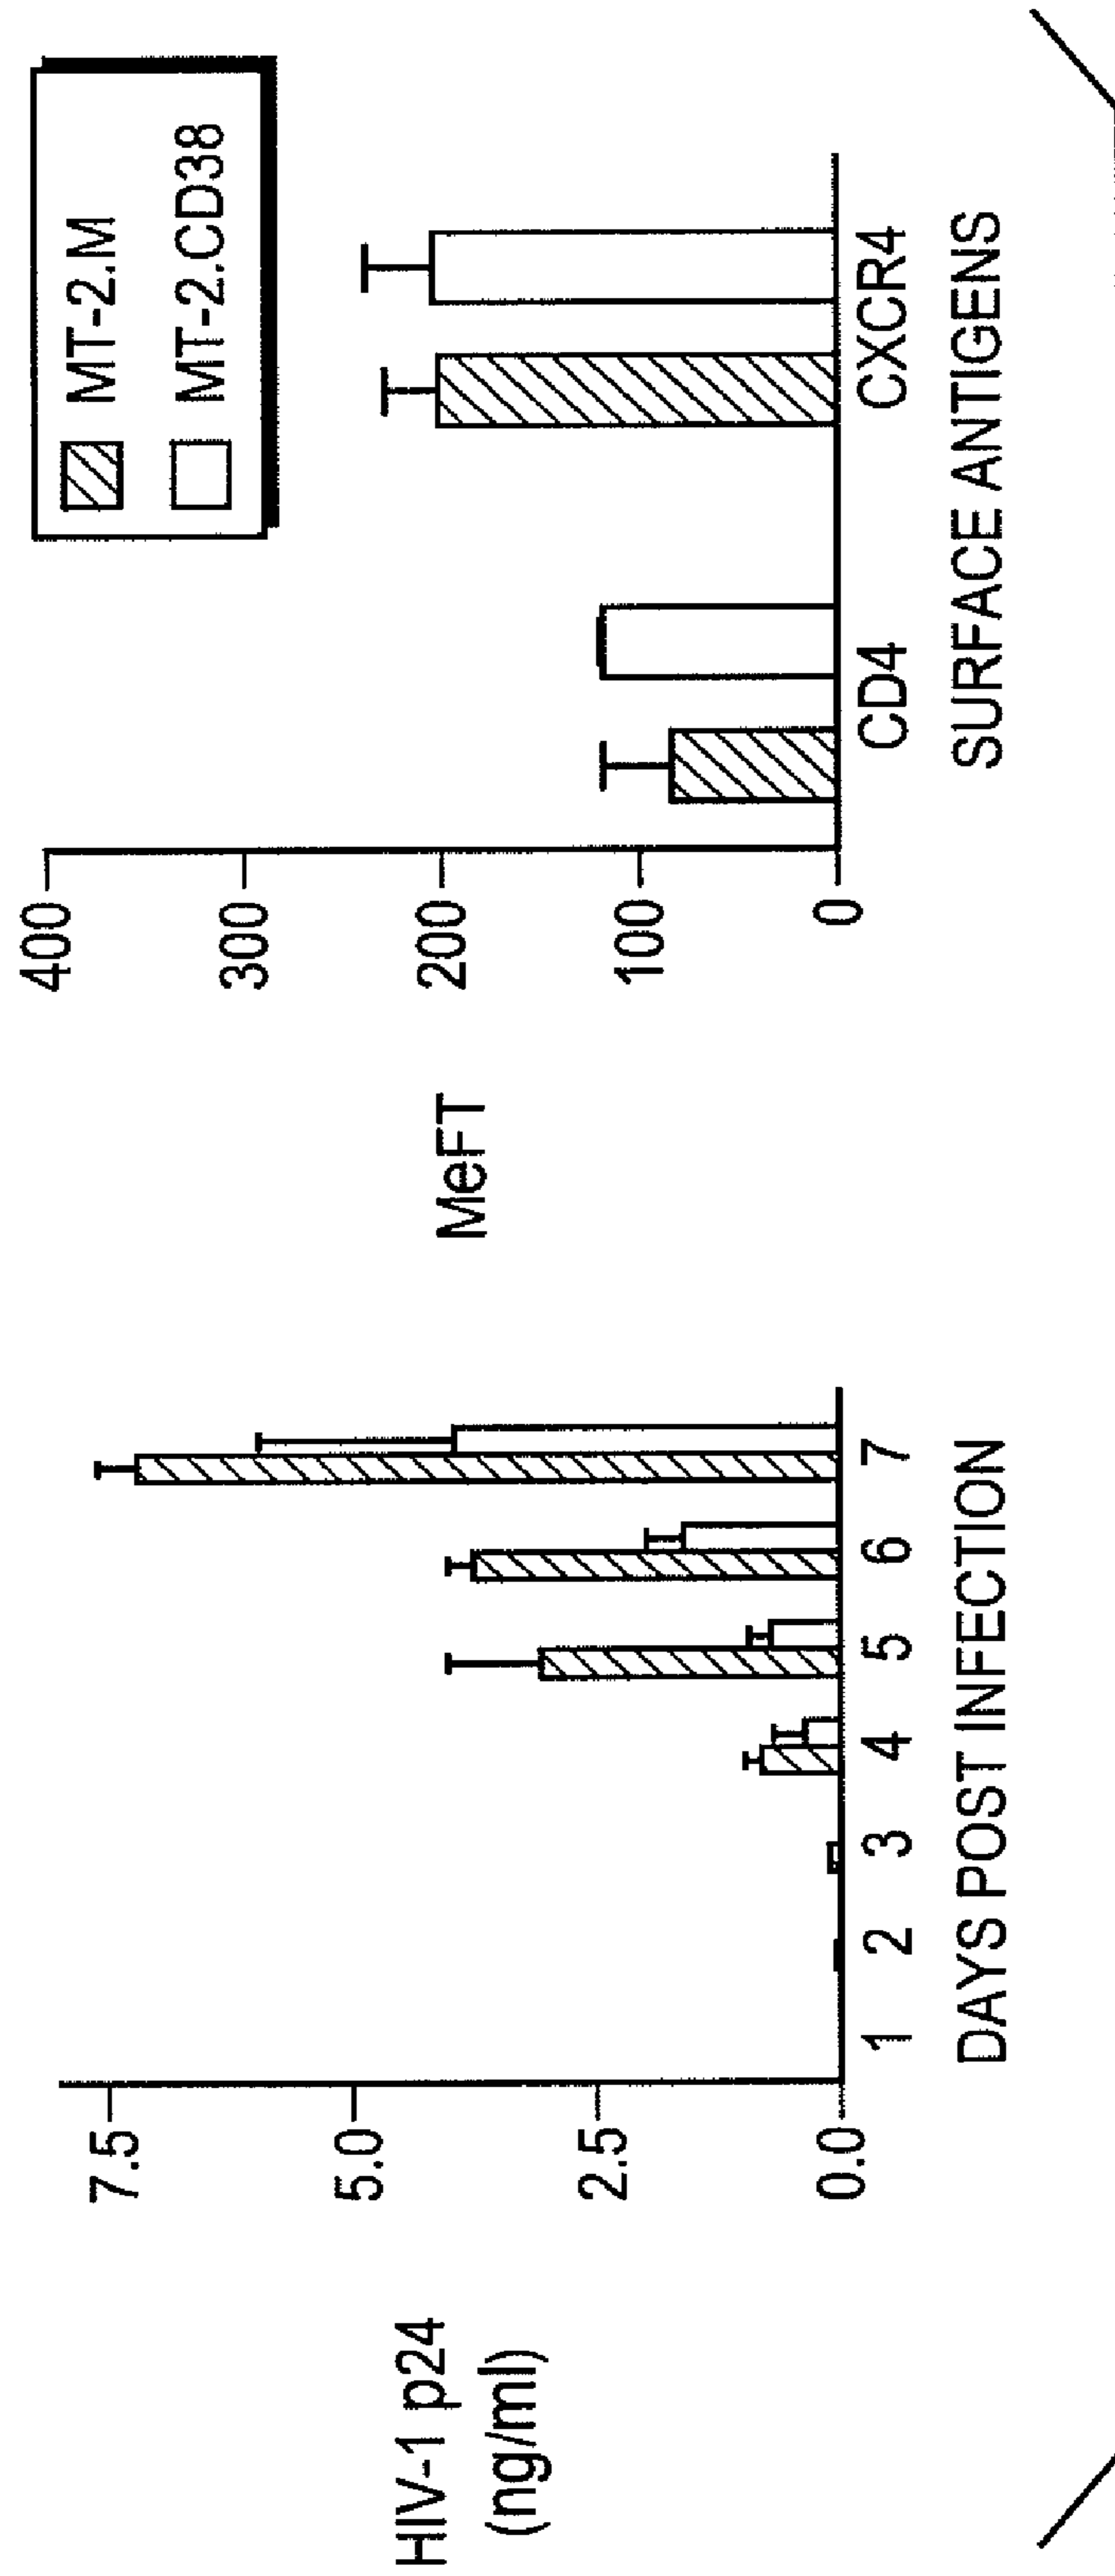 HIV-1 p24
(ng/ml)
7.5
5.0
2.5
0.0
1 2 3 4 5 6 7
DAYS POST INFECTION
MeFT
400
300
200
100
0
CD4 CXCR4
SURFACE ANTIGENS
MT-2.M
MT-2.CD38